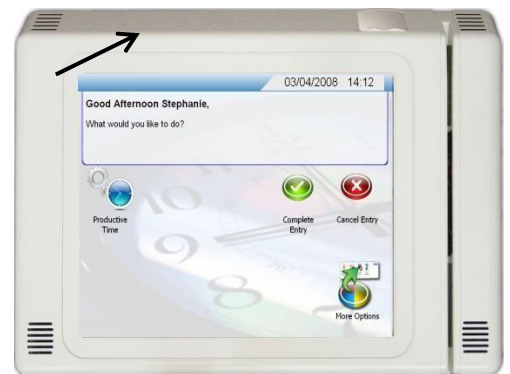 03/04/2008 14:12
Good Afternoon Stephanie,
What would you like to do?
Productive
Time
Complete
Entry
Cancel Entry
More Options